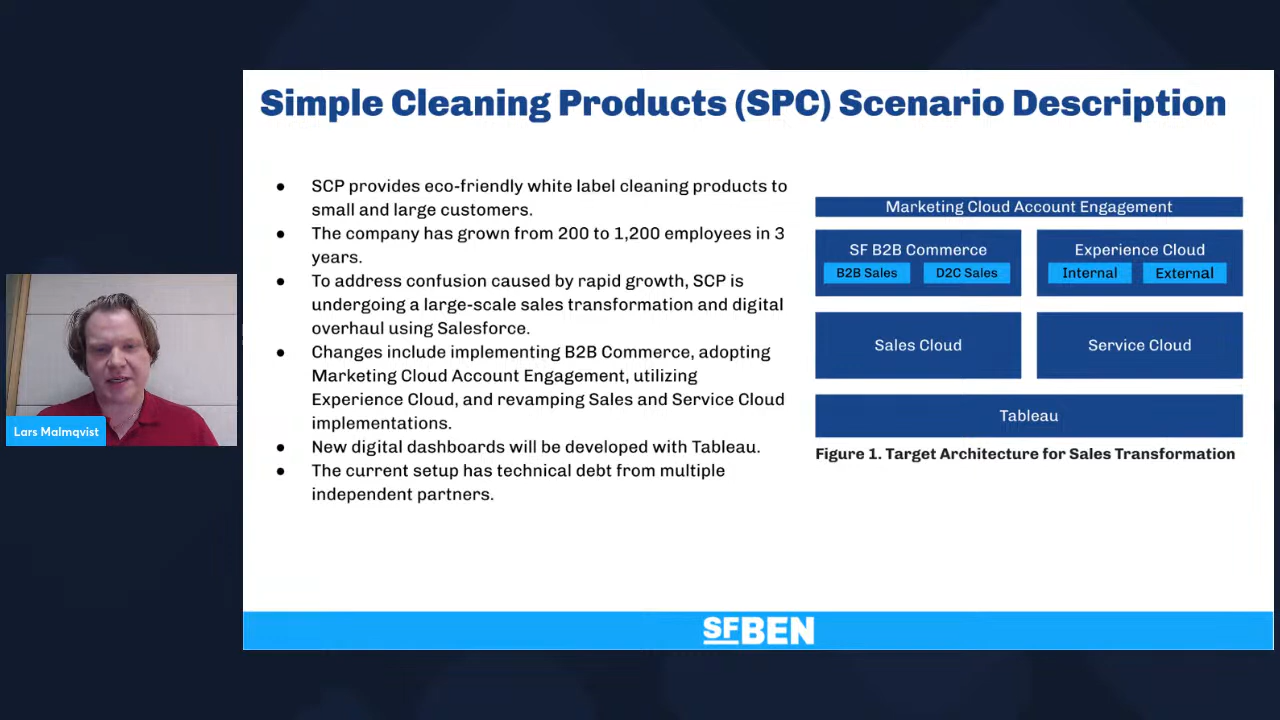 Simple Cleaning Products (SPC) Scenario Description
● SCP provides eco-friendly white label cleaning products to
small and large customers.
● The company has grown from 200 to 1,200 employees in 3
years.
● To address confusion caused by rapid growth, SCP is
undergoing a large-scale sales transformation and digital
overhaul using Salesforce.
● Changes include implementing B2B Commerce, adopting
Marketing Cloud Account Engagement, utilizing
Experience Cloud, and revamping Sales and Service Cloud
implementations.
● New digital dashboards will be developed with Tableau.
● The current setup has technical debt from multiple
independent partners.
Marketing Cloud Account Engagement
SF B2B Commerce
B2B Sales
D2C Sales
Experience Cloud
Internal
External
Sales Cloud
Service Cloud
Tableau
Figure 1. Target Architecture for Sales Transformation
Lars Malmqvist
SFBEN